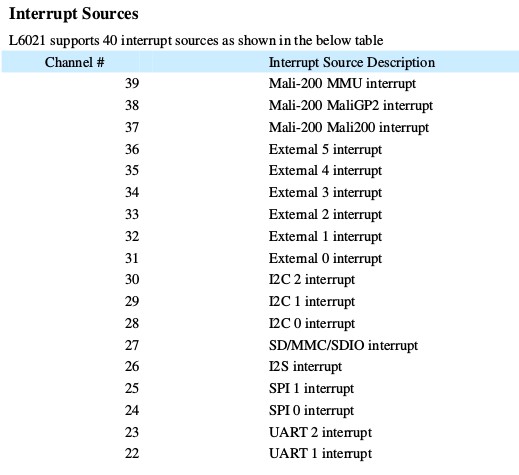 Interrupt Sources
L6021 supports 40 interrupt sources as shown in the below table
Channel # Interrupt Source Description
39 Mali-200 MMU interrupt
38 Mali-200 MaliGP2 interrupt
37 Mali-200 Mali200 interrupt
36 External 5 interrupt
35 External 4 interrupt
34 External 3 interrupt
33 External 2 interrupt
32 External 1 interrupt
31 External 0 interrupt
30 I2C 2 interrupt
29 I2C 1 interrupt
28 I2C 0 interrupt
27 SD/MMC/SDIO interrupt
26 I2S interrupt
25 SPI 1 interrupt
24 SPI 0 interrupt
23 UART 2 interrupt
22 UART 1 interrupt